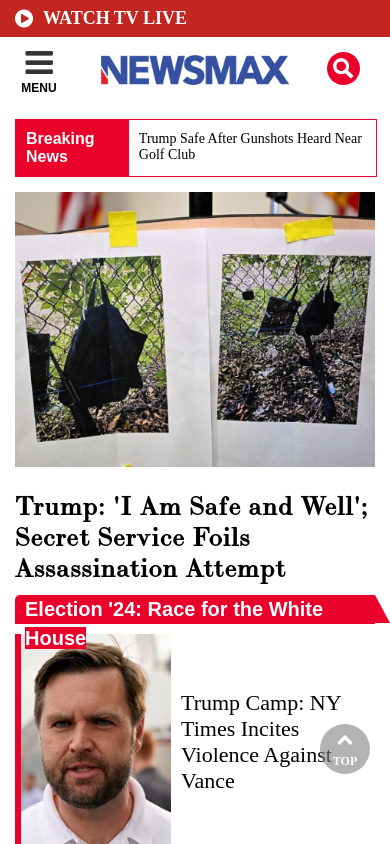 WATCH TV LIVE
MENU
NEWSMAX
Breaking
News
Trump Safe After Gunshots Heard Near
Golf Club
Trump: 'I Am Safe and Well';
Secret Service Foils
Assassination Attempt
Election '24: Race for the White
House
Trump Camp: NY
Times Incites
Violence Against
Vance
TOP